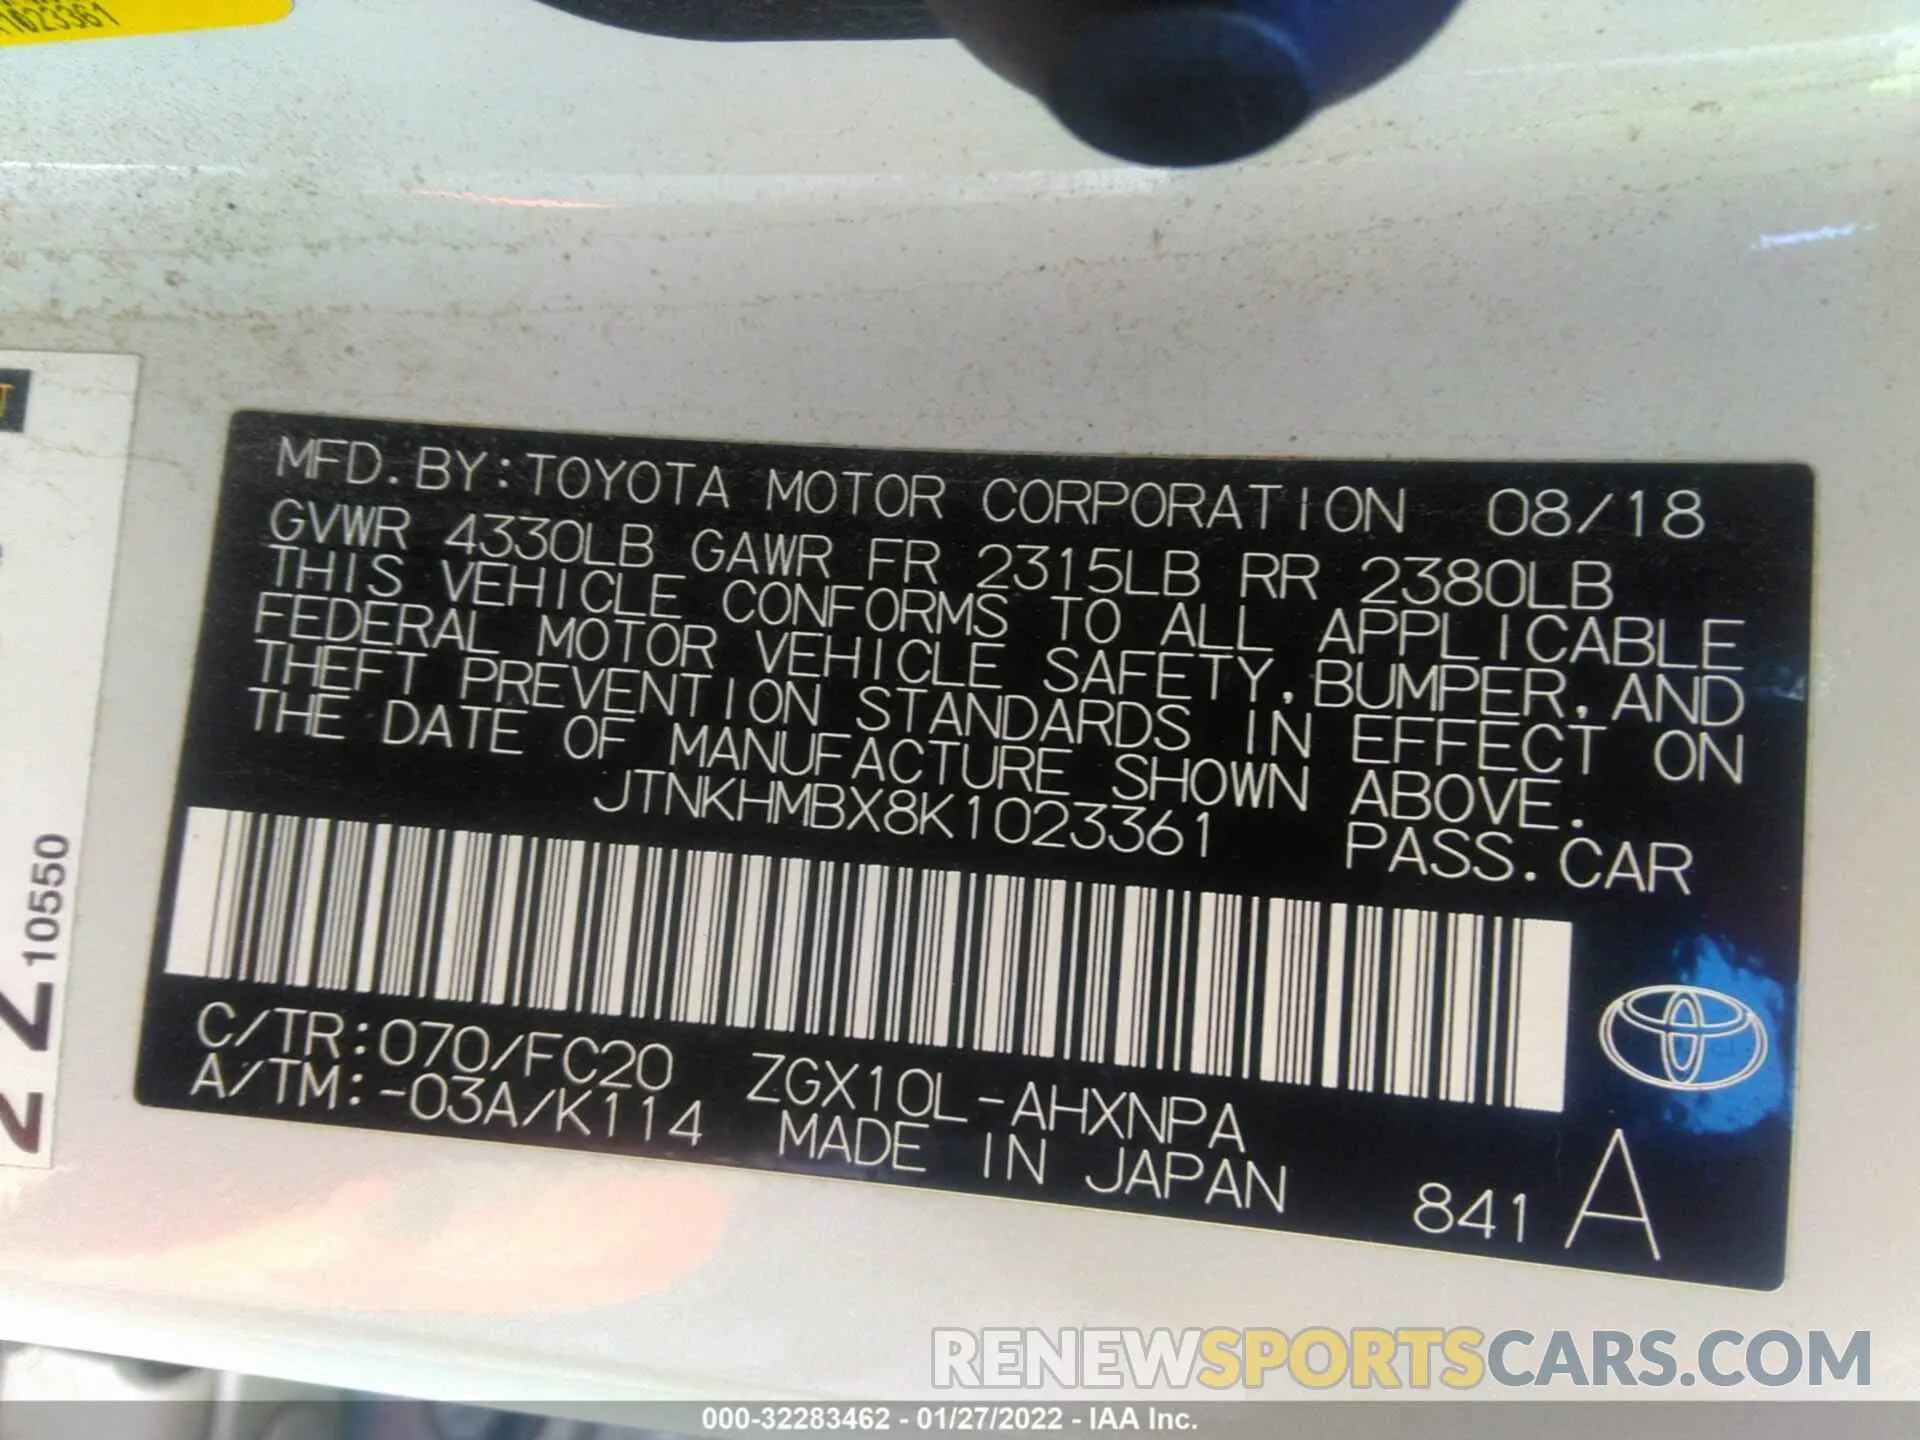 1023361
MFD.BY:TOYOTA MOTOR CORPORATION 08/18
GVWR 4330LB GAWR FR 2315LB RR 2380LB
THIS VEHICLE CONFORMS TO ALL APPLICABLE
FEDERAL MOTOR VEHICLE SAFETY,BUMPER,AND
THEFT PREVENTION STANDARDS IN EFFECT ON
THE DATE OF MANUFACTURE SHOWN ABOVE.
JTNKHMBX8K1023361 PASS.CAR
C/TR:070/FC20 ZGX10L-AHXNPA
A/TM:-03A/K114 MADE IN JAPAN
841 A
10550
RENEWSPORTSCARS.COM
000-32283462 - 01/27/2022 - IAA Inc.